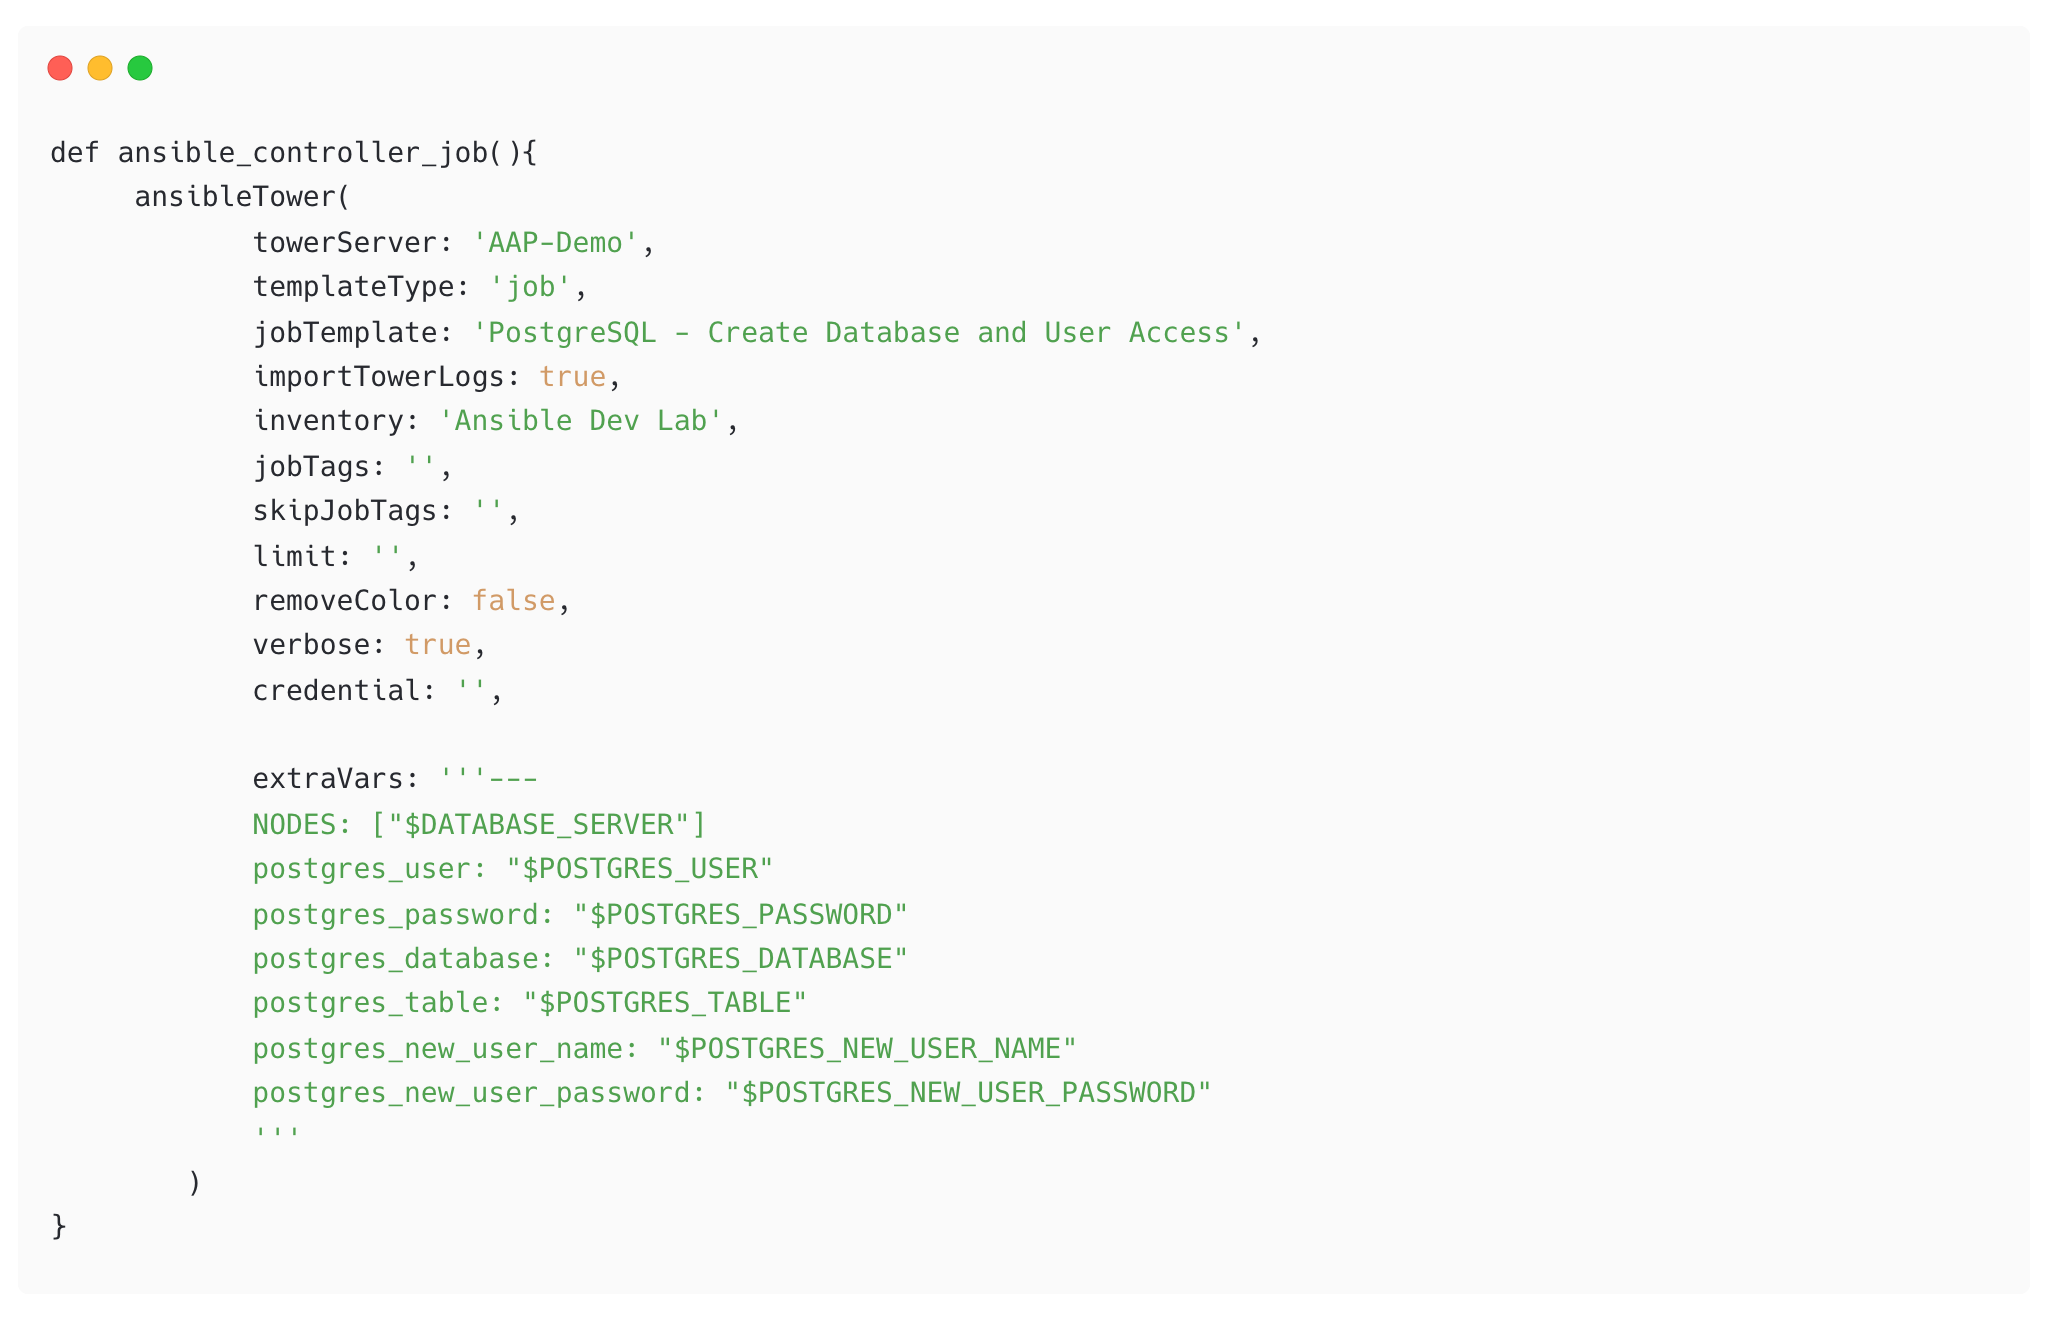 def ansible_controller_job(){
     ansibleTower(
            towerServer: 'AAP-Demo',
            templateType: 'job',
            jobTemplate: 'PostgreSQL - Create Database and User Access',
            importTowerLogs: true,
            inventory: 'Ansible Dev Lab',
            jobTags: '',
            skipJobTags: '',
            limit: '',
            removeColor: false,
            verbose: true,
            credential: '',

            extraVars: '''---
            NODES: ["$DATABASE_SERVER"]
            postgres_user: "$POSTGRES_USER"
            postgres_password: "$POSTGRES_PASSWORD"
            postgres_database: "$POSTGRES_DATABASE"
            postgres_table: "$POSTGRES_TABLE"
            postgres_new_user_name: "$POSTGRES_NEW_USER_NAME"
            postgres_new_user_password: "$POSTGRES_NEW_USER_PASSWORD"
            '''
        )
}